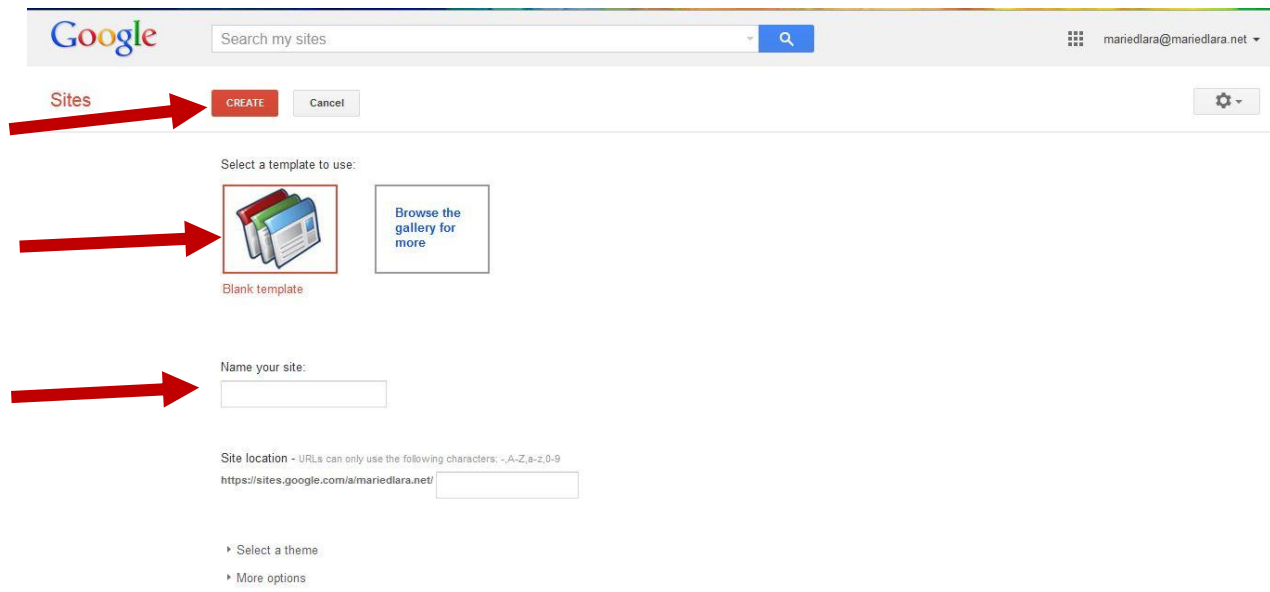 Google
Search my sites
mariedlara@mariedlara.net
Sites
CREATE
Cancel
Select a template to use:
Browse the
gallery for
more
Blank template
Name your site:
Site location - URLs can only use the following characters: -,A-Z,a-z,0-9
https://sites.google.com/a/mariedlara.net/
Select a theme
More options